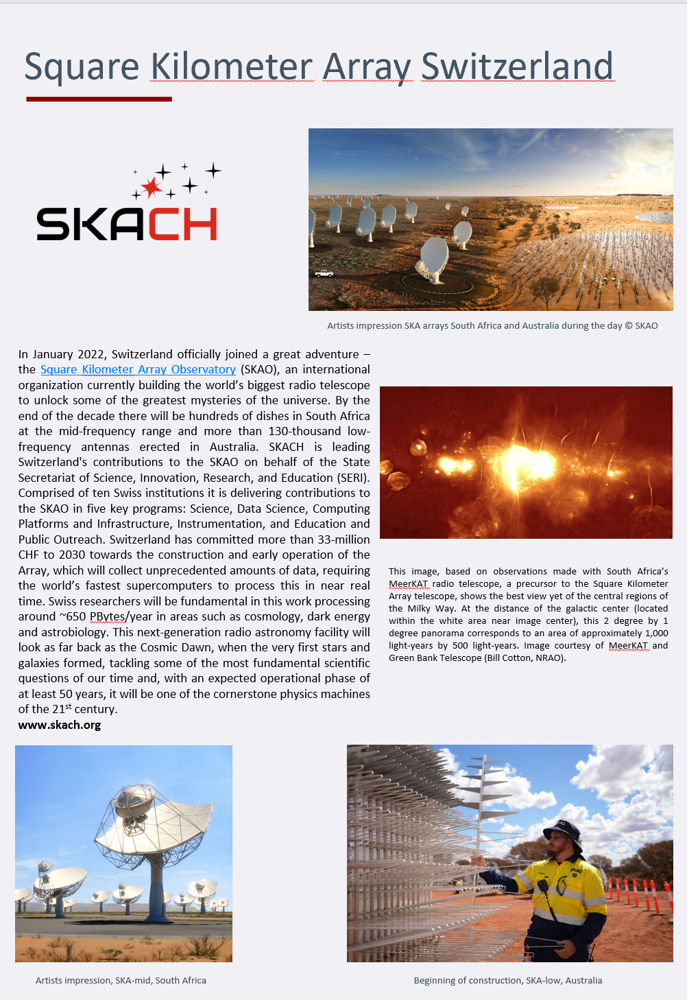 Square Kilometer Array Switzerland
SKACH
Artists impression SKA arrays South Africa and Australia during the day © SKAO
In January 2022, Switzerland officially joined a great adventure –
the Square Kilometer Array Observatory (SKAO), an international
organization currently building the world’s biggest radio telescope
to unlock some of the greatest mysteries of the universe. By the
end of the decade there will be hundreds of dishes in South Africa
at the mid-frequency range and more than 130-thousand low-
frequency antennas erected in Australia. SKACH is leading
Switzerland's contributions to the SKAO on behalf of the State
Secretariat of Science, Innovation, Research, and Education (SERI).
Comprised of ten Swiss institutions it is delivering contributions to
the SKAO in five key programs: Science, Data Science, Computing
Platforms and Infrastructure, Instrumentation, and Education and
Public Outreach. Switzerland has committed more than 33-million
CHF to 2030 towards the construction and early operation of the
Array, which will collect unprecedented amounts of data, requiring
the world’s fastest supercomputers to process this in near real
time. Swiss researchers will be fundamental in this work processing
around ~650 PBytes/year in areas such as cosmology, dark energy
and astrobiology. This next-generation radio astronomy facility will
look as far back as the Cosmic Dawn, when the very first stars and
galaxies formed, tackling some of the most fundamental scientific
questions of our time and, with an expected operational phase of
at least 50 years, it will be one of the cornerstone physics machines
of the 21st century.
www.skach.org
This image, based on observations made with South Africa’s
MeerKAT radio telescope, a precursor to the Square Kilometer
Array telescope, shows the best view yet of the central regions of
the Milky Way. At the distance of the galactic center (located
within the white area near image center), this 2 degree by 1
degree panorama corresponds to an area of approximately 1,000
light-years by 500 light-years. Image courtesy of MeerKAT and
Green Bank Telescope (Bill Cotton, NRAO).
SKAO
Artists impression, SKA-mid, South Africa
Beginning of construction, SKA-low, Australia